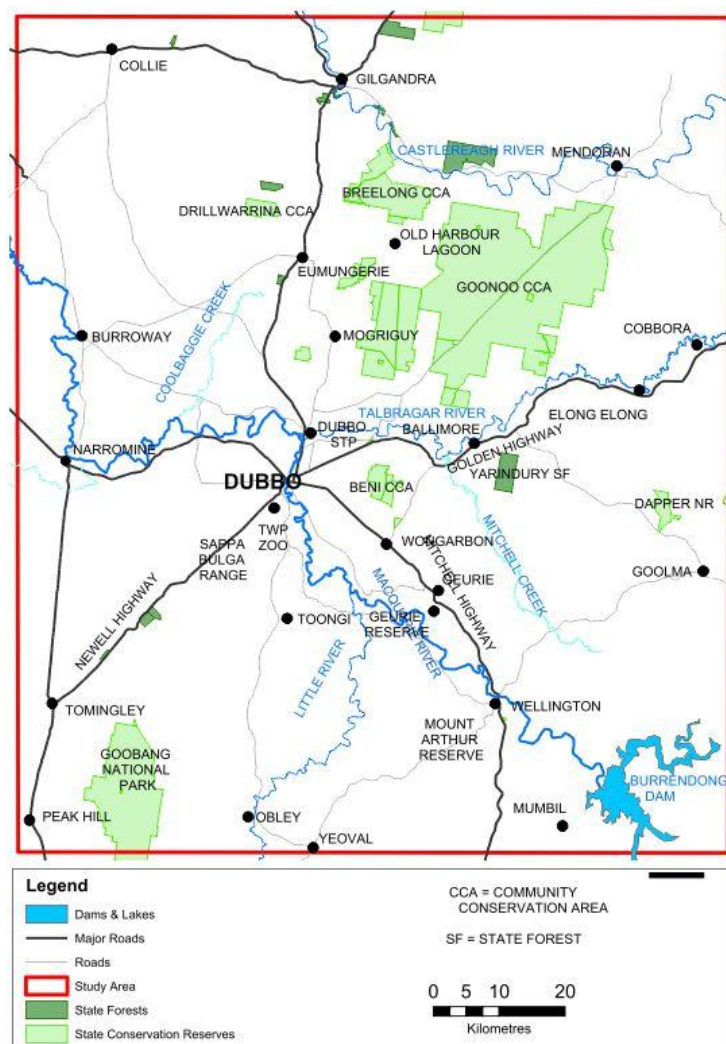 COLLIE
GILGANDRA
CASTLEREAGH RIVER
MENDORAN
BREELONG CCA
DRILLWARRINA CCA
OLD HARBOUR
LAGOON
EUMUNGERIE
GOONOO CCA
COOLBAGGIE CREEK
BURROWAY
MOGRIGUY
COBBORA
TALBRAGAR RIVER
ELONG ELONG
DUBBO
STP
BALLIMORE
GOLDEN HIGHWAY
NARROMINE
YARINDURY SF
DUBBO
BENI CCA
DAPPER NR
TWP
ZOO
SAPPA
BULGA
RANGE
WONGARBON
MITCHELL HIGHWAY
MITCHELL CREEK
GOOLMA
GEURIE
MACQUARIE RIVER
GEURIE
RESERVE
TOONGI
NEWELL HIGHWAY
LITTLE RIVER
TOMINGLEY
WELLINGTON
MOUNT
ARTHUR
RESERVE
GOOBANG
NATIONAL
PARK
BURRENDONG
DAM
PEAK HILL
OBLEY
MUMBIL
YEOVAL
Legend
Dams & Lakes
Major Roads
Roads
Study Area
State Forests
State Conservation Reserves
CCA = COMMUNITY
CONSERVATION AREA
SF = STATE FOREST
0 5 10 20
Kilometres